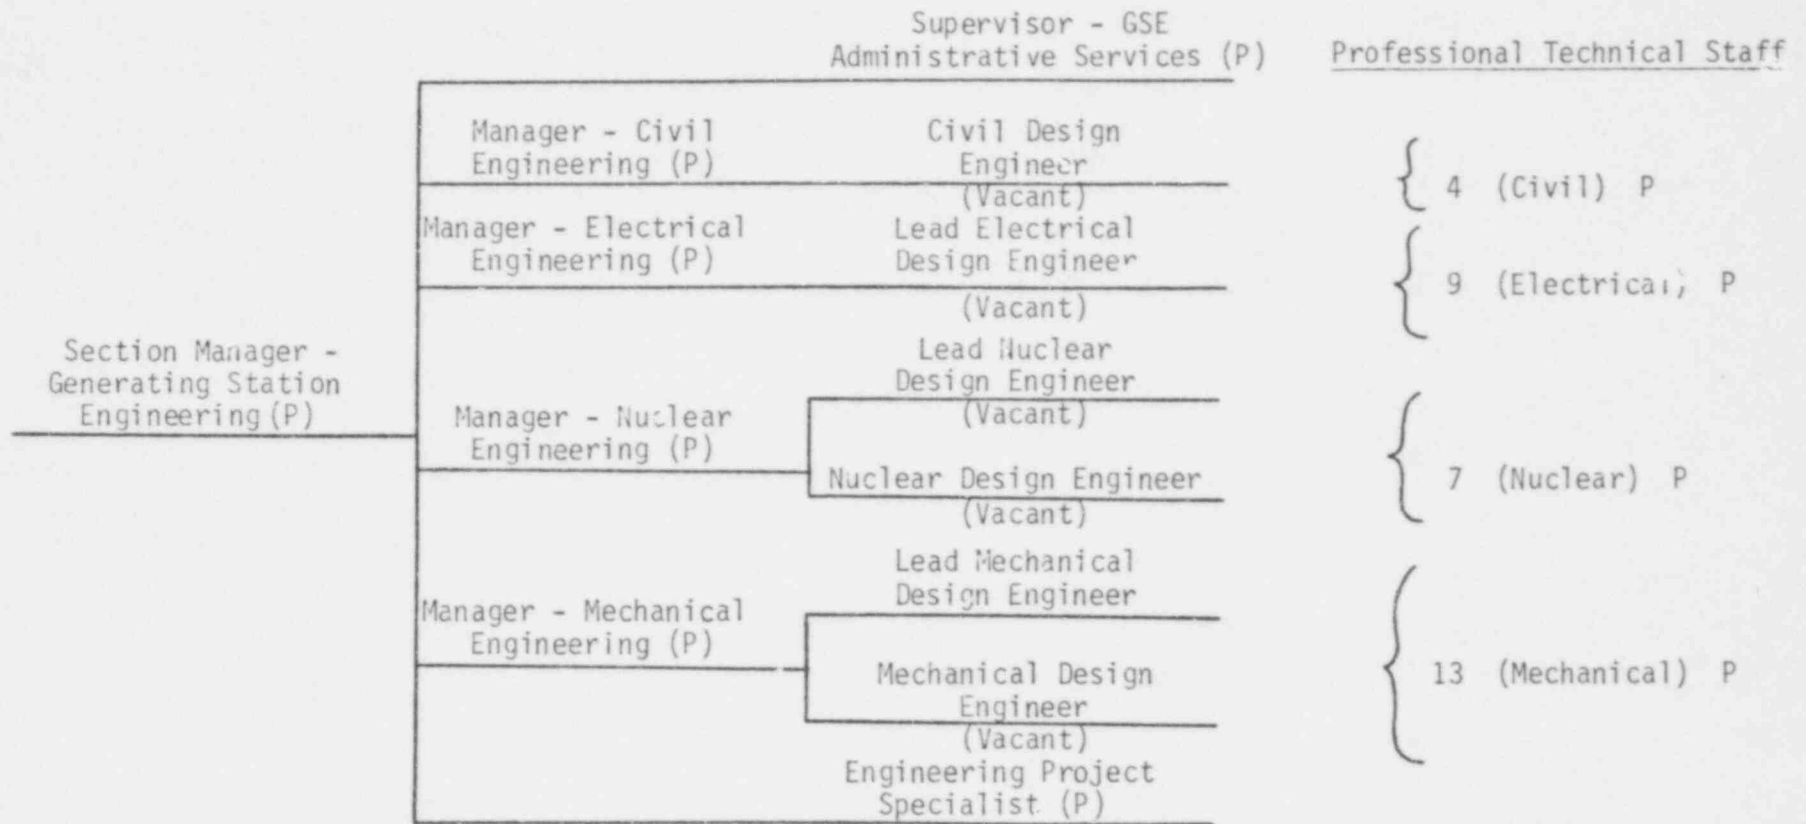 Supervisor - GSE
Administrative Services (P)
Professional Technical Staff
Manager - Civil
Engineering (P)
Civil Design
Engineer
(Vacant)
4 (Civil) P
Manager - Electrical
Engineering (P)
Lead Electrical
Design Engineer
(Vacant)
9 (Electrical) P
Section Manager -
Generating Station
Engineering (P)
Manager - Nuclear
Engineering (P)
Lead Nuclear
Design Engineer
(Vacant)
Nuclear Design Engineer
(Vacant)
7 (Nuclear) P
Manager - Mechanical
Engineering (P)
Lead Mechanical
Design Engineer
Mechanical Design
Engineer
(Vacant)
13 (Mechanical) P
Engineering Project
Specialist (P)